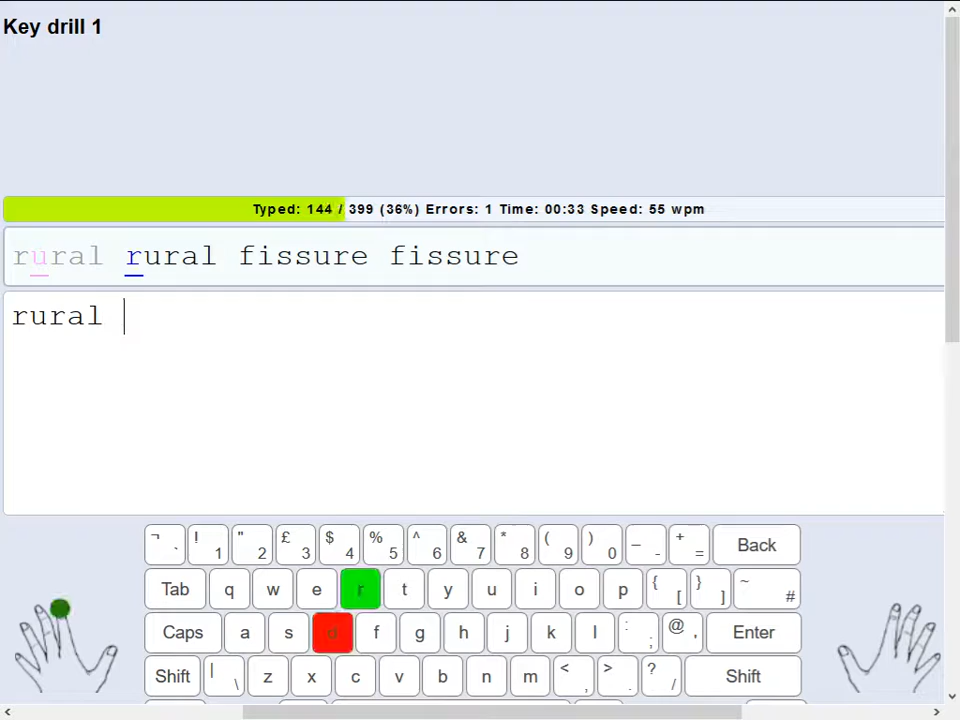 Key drill 1
Typed: 144 / 399 (36%) Errors: 1 Time: 00:33 Speed: 55 wpm
rural rural fissure fissure
rural
¬ ` ! 1 " 2 £ 3 $ 4 % 5 ^ 6 & 7 * 8 ( 9 ) 0 _ - + = Back
Tab q w e r t y u i o p { [ } ] ~ #
Caps a s d f g h j k l : ; @ , Enter
Shift | \ z x c v b n m < , > . ? / Shift